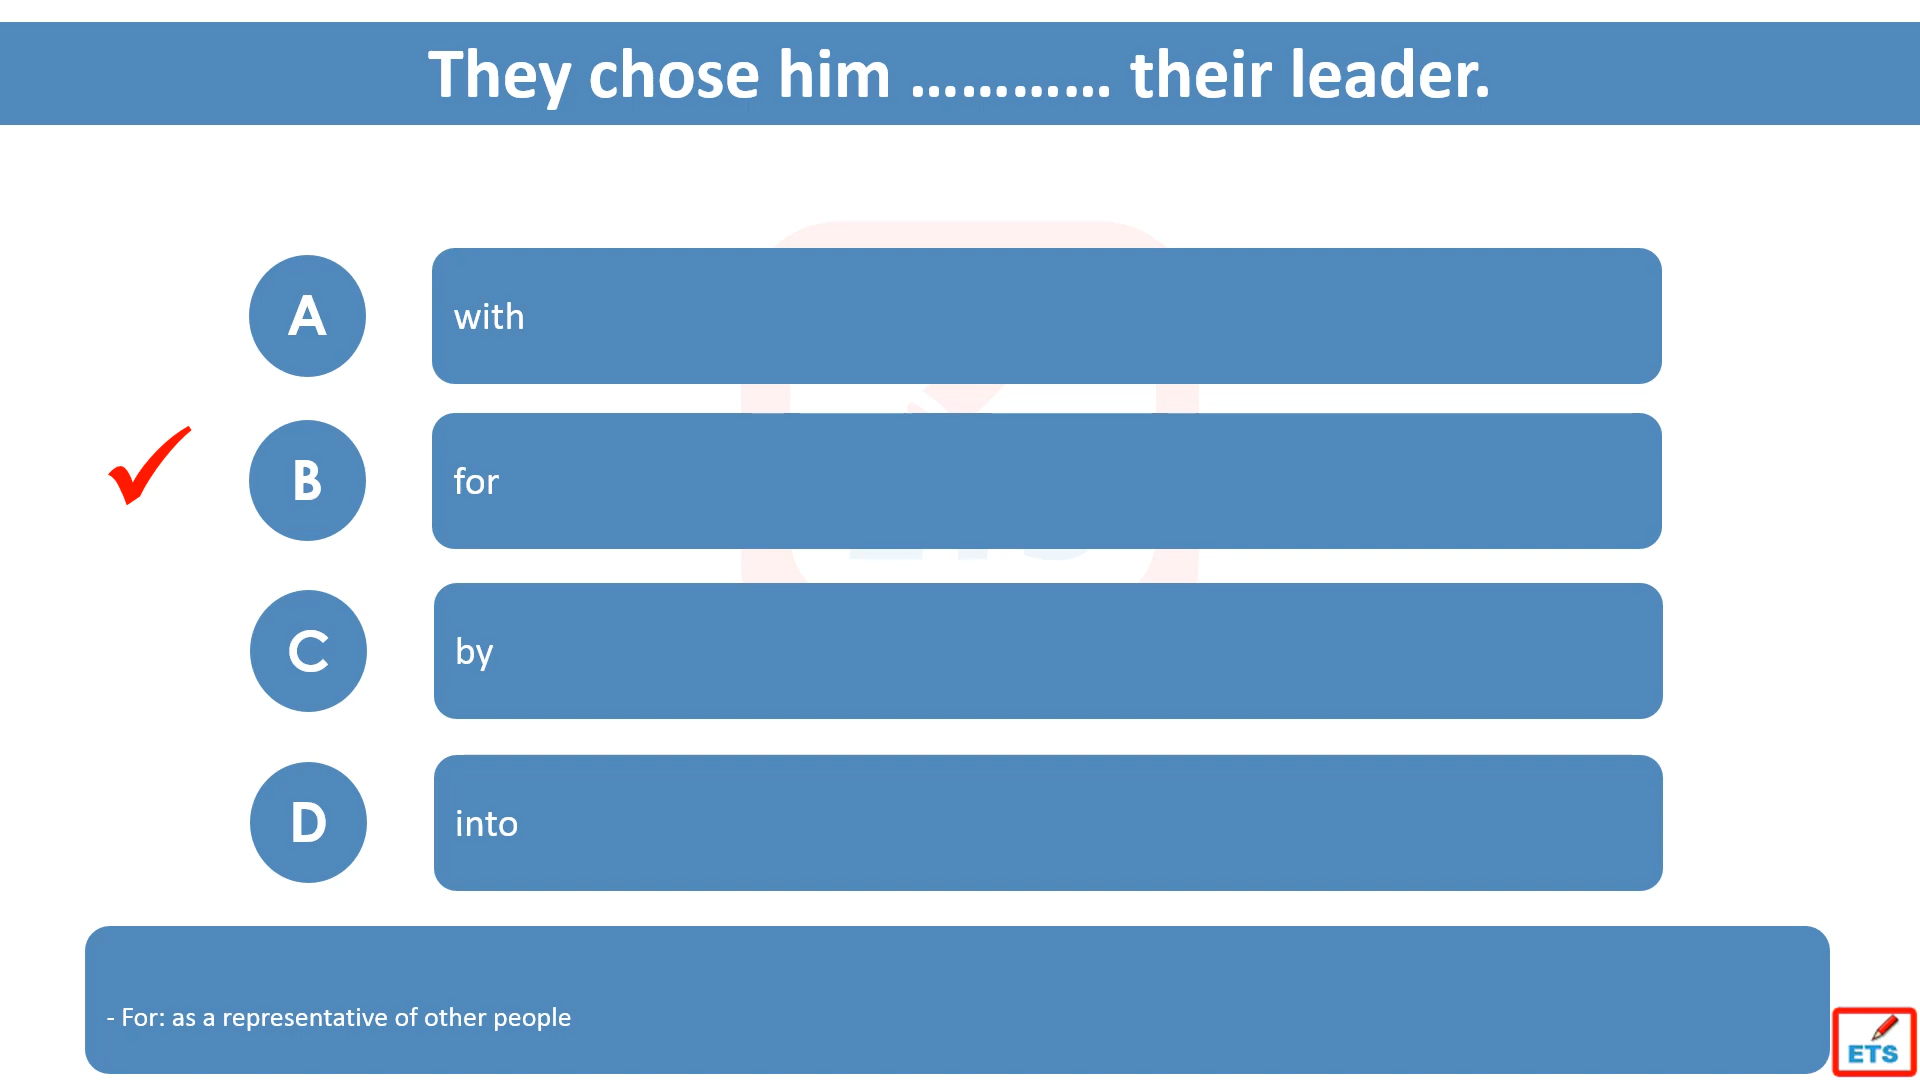 They chose him ………… their leader.
A
with
B
for
C
by
D
into
- For: as a representative of other people
ETS